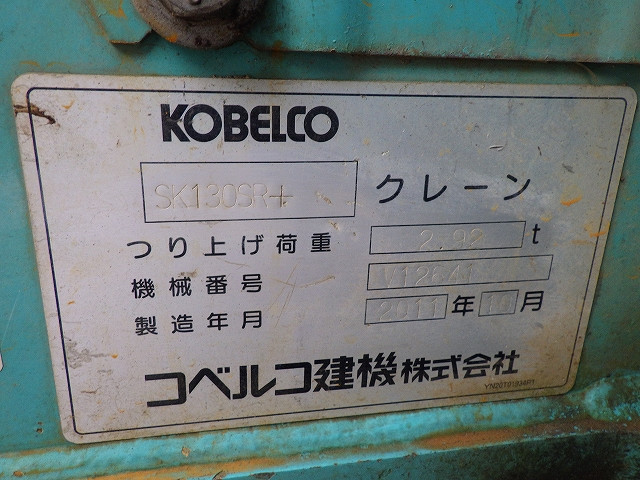 KOBELCO
SK130SR+ クレーン
つり上げ荷重 2.92 t
機械番号
製造年月 2011 年 10 月
コベルコ建機株式会社